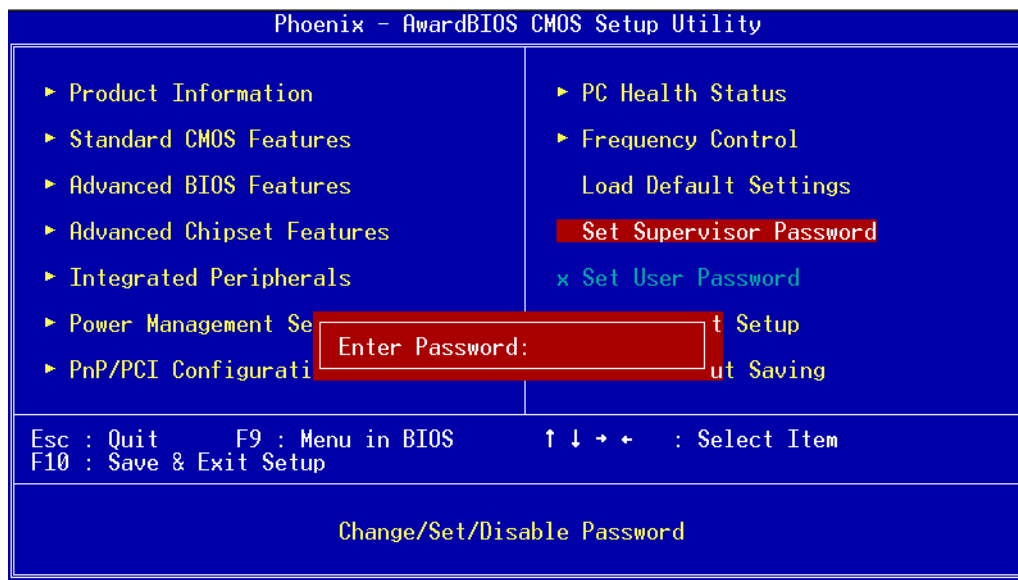 Phoenix - AwardBIOS CMOS Setup Utility
▸ Product Information
▸ Standard CMOS Features
▸ Advanced BIOS Features
▸ Advanced Chipset Features
▸ Integrated Peripherals
▸ Power Management Se
▸ PnP/PCI Configurati
▸ PC Health Status
▸ Frequency Control
Load Default Settings
Set Supervisor Password
x Set User Password
t Setup
ut Saving
Enter Password:
Esc : Quit F9 : Menu in BIOS ↑ ↓ → ← : Select Item
F10 : Save & Exit Setup
Change/Set/Disable Password